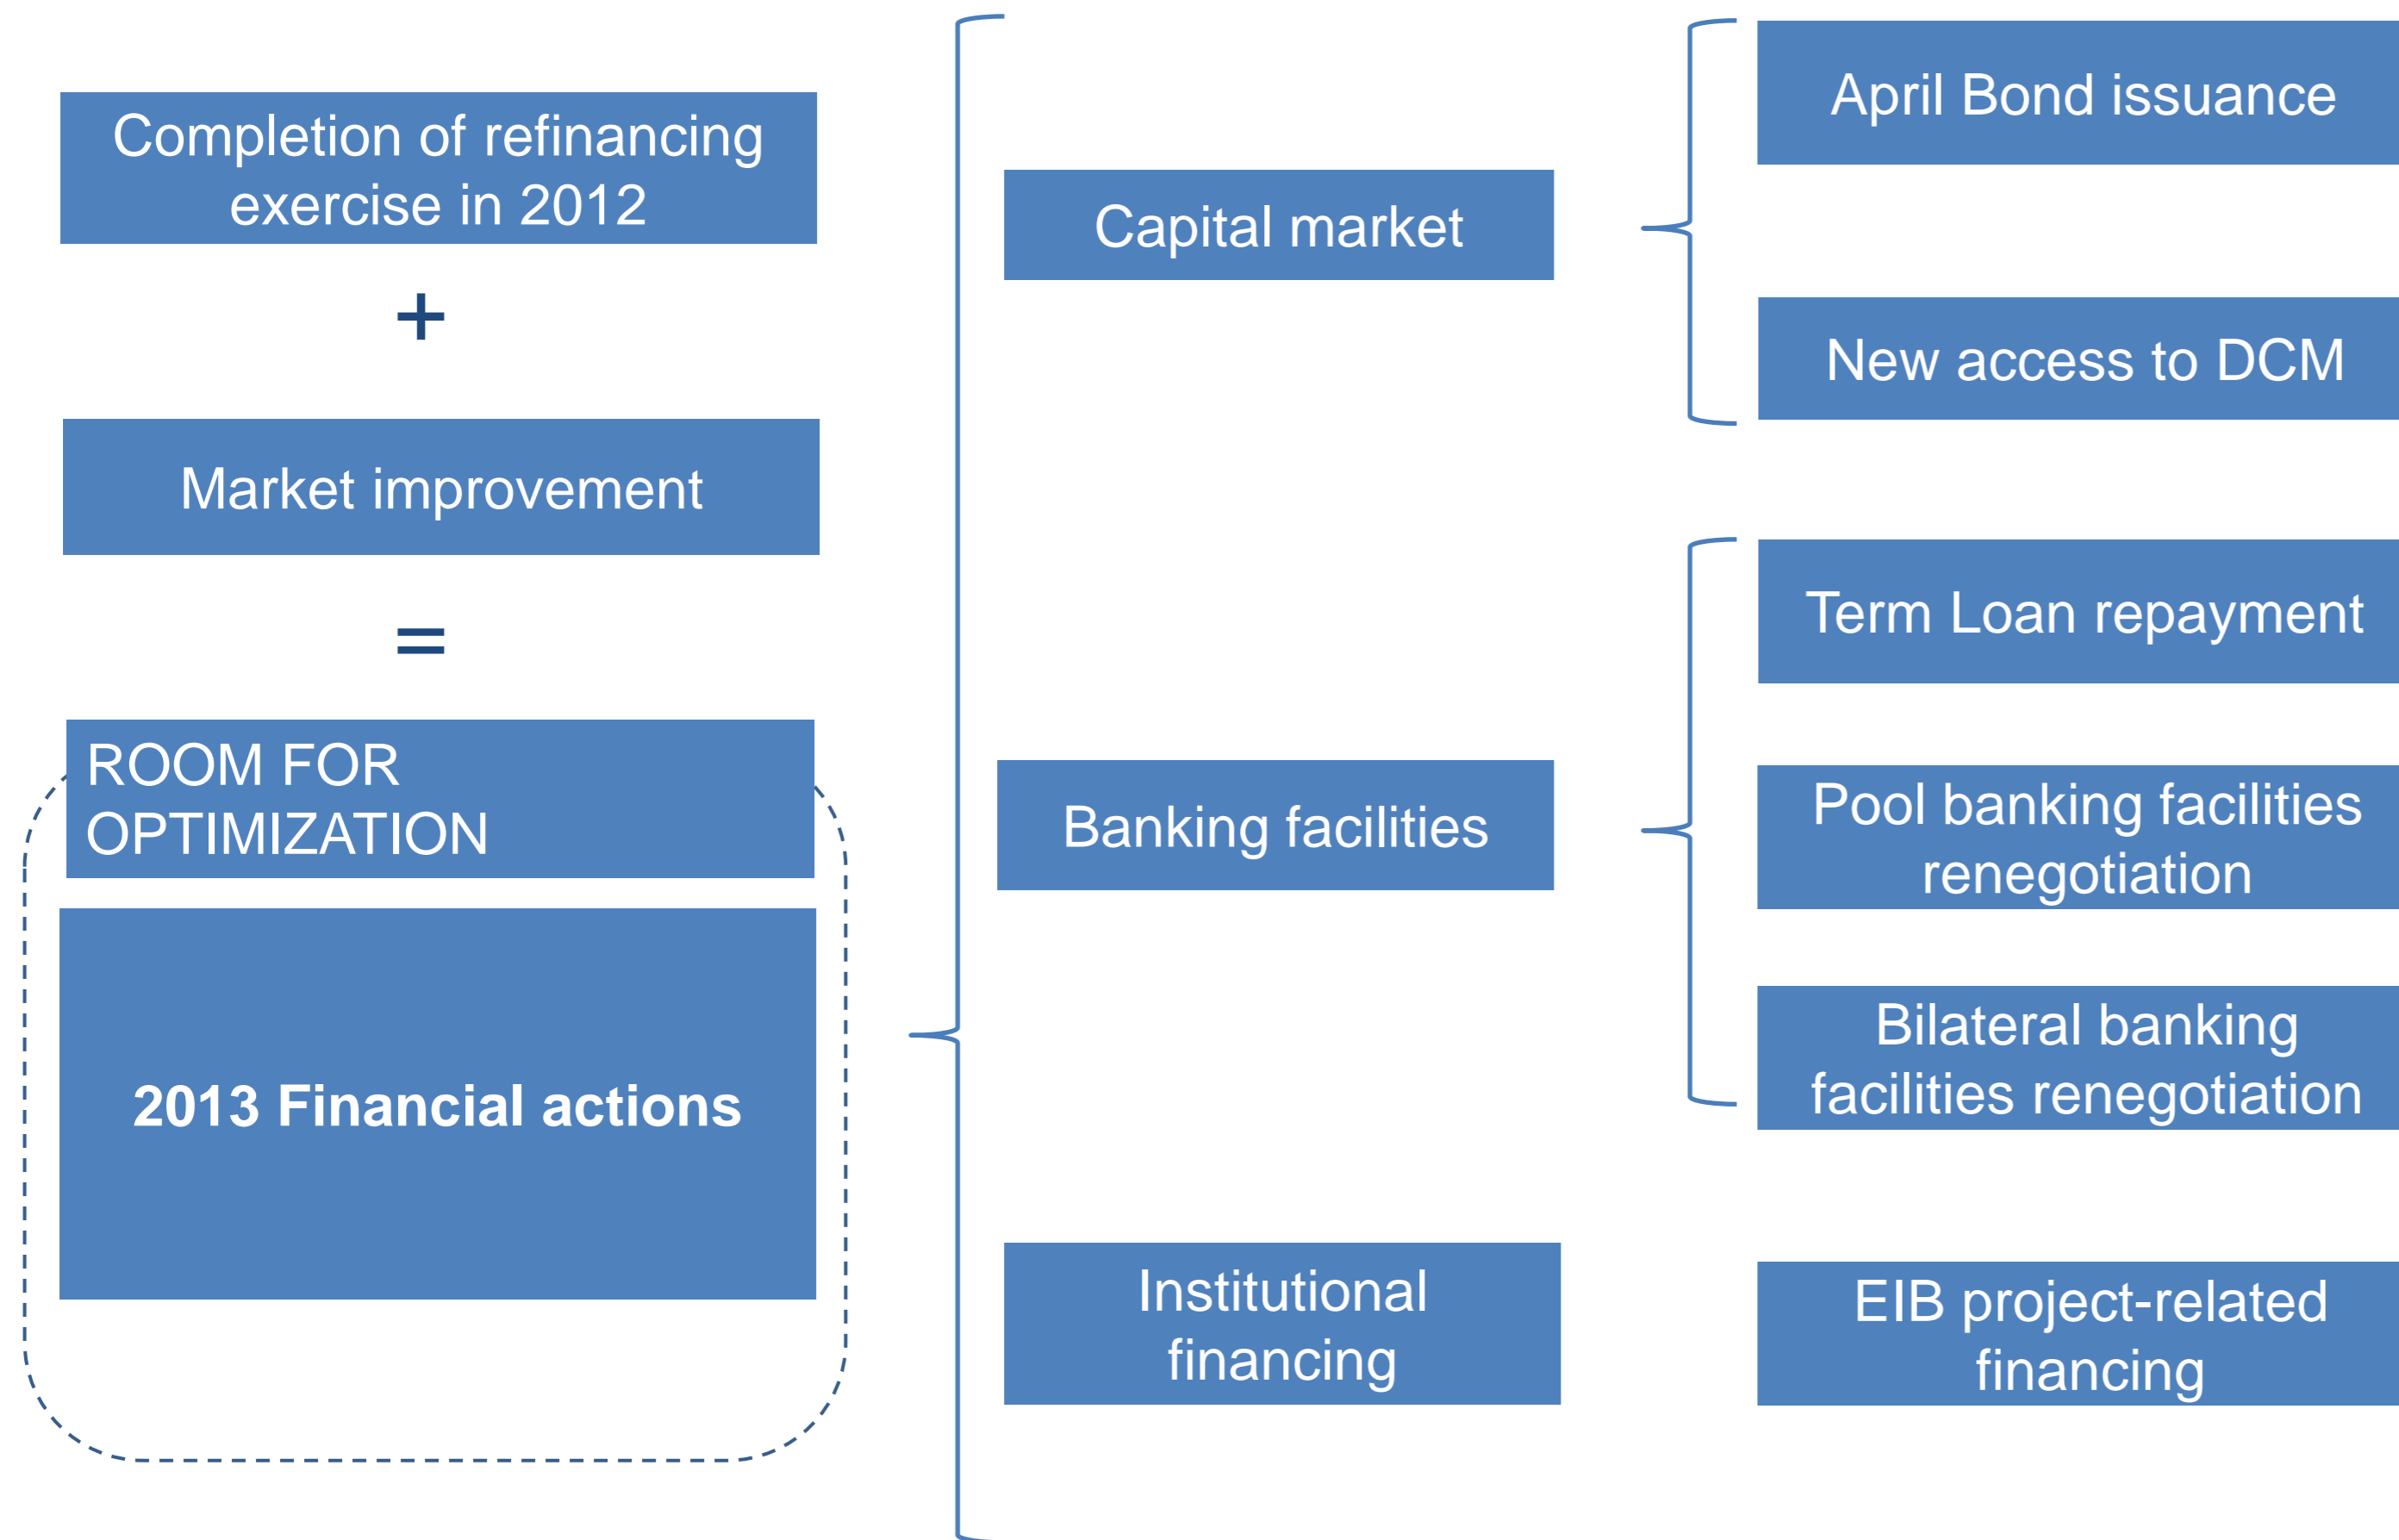 Completion of refinancing
exercise in 2012
+
Market improvement
=
ROOM FOR
OPTIMIZATION
2013 Financial actions
Capital market
Banking facilities
Institutional
financing
April Bond issuance
New access to DCM
Term Loan repayment
Pool banking facilities
renegotiation
Bilateral banking
facilities renegotiation
EIB project-related
financing